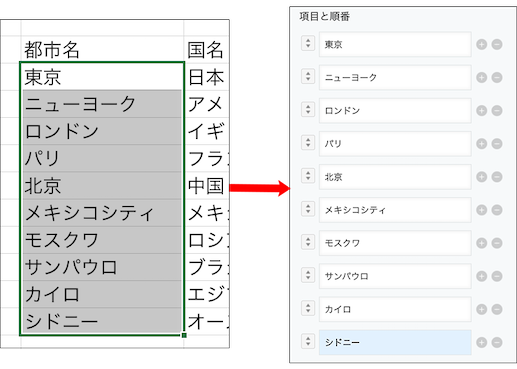 都市名 国名
東京 日本
ニューヨーク アメ
ロンドン イギ
パリ フラン
北京 中国
メキシコシティ メキ
モスクワ ロシ
サンパウロ ブラ
カイロ エジ
シドニー オー
項目と順番
東京
ニューヨーク
ロンドン
パリ
北京
メキシコシティ
モスクワ
サンパウロ
カイロ
シドニー